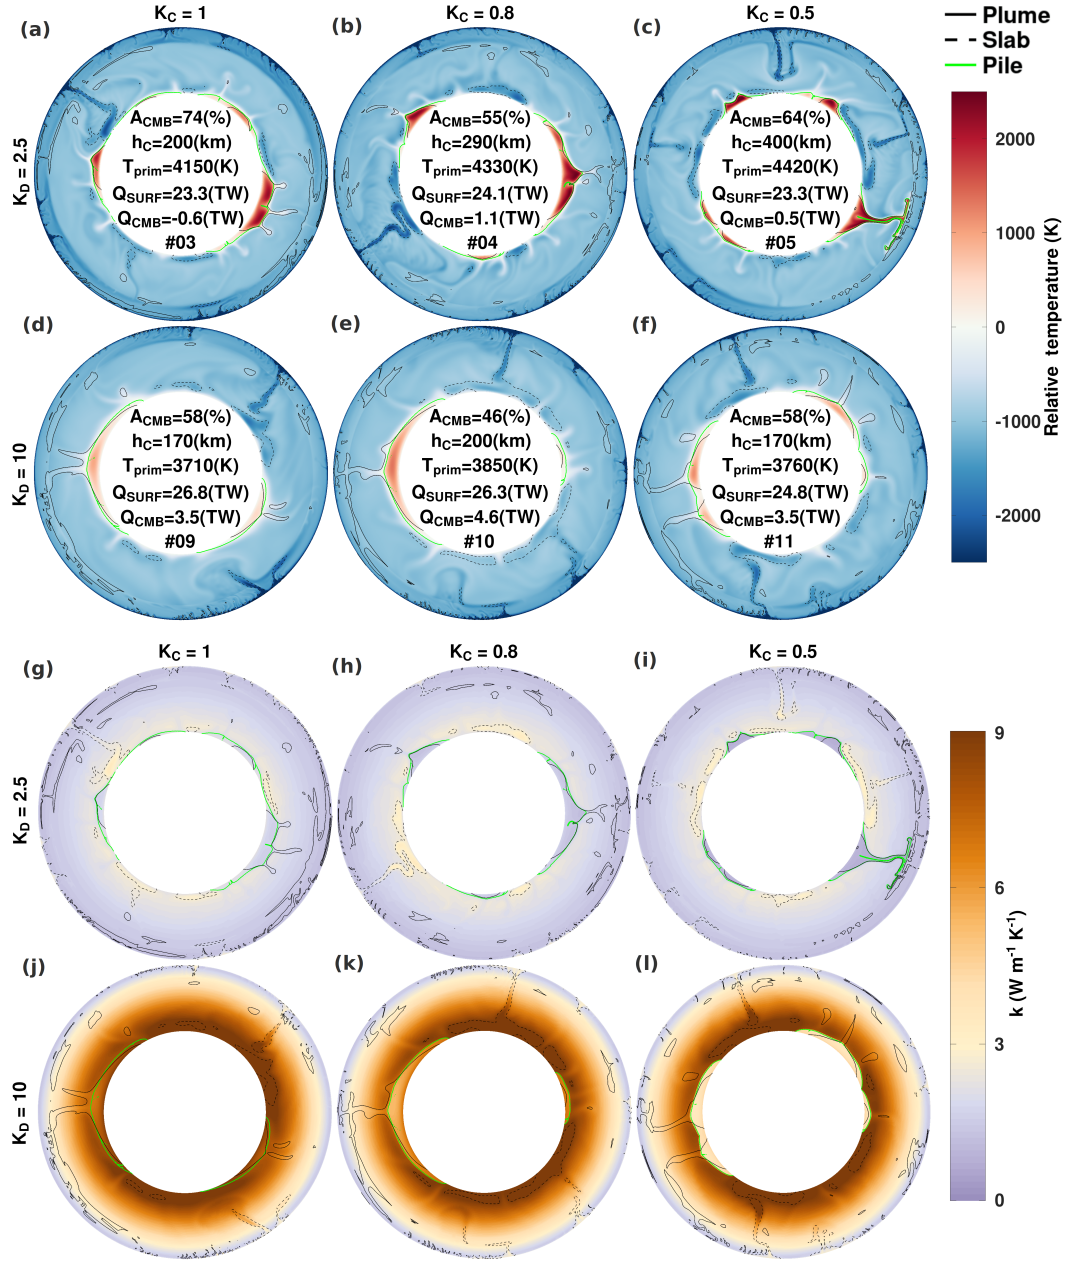 K_C = 1
K_C = 0.8
K_C = 0.5
Plume
Slab
Pile
(a)
(b)
(c)
K_D = 2.5
A_CMB=74(%)
h_C=200(km)
T_prim=4150(K)
Q_SURF=23.3(TW)
Q_CMB=-0.6(TW)
#03
A_CMB=55(%)
h_C=290(km)
T_prim=4330(K)
Q_SURF=24.1(TW)
Q_CMB=1.1(TW)
#04
A_CMB=64(%)
h_C=400(km)
T_prim=4420(K)
Q_SURF=23.3(TW)
Q_CMB=0.5(TW)
#05
(d)
(e)
(f)
K_D = 10
A_CMB=58(%)
h_C=170(km)
T_prim=3710(K)
Q_SURF=26.8(TW)
Q_CMB=3.5(TW)
#09
A_CMB=46(%)
h_C=200(km)
T_prim=3850(K)
Q_SURF=26.3(TW)
Q_CMB=4.6(TW)
#10
A_CMB=58(%)
h_C=170(km)
T_prim=3760(K)
Q_SURF=24.8(TW)
Q_CMB=3.5(TW)
#11
2000
1000
0
-1000
-2000
Relative temperature (K)
K_C = 1
K_C = 0.8
K_C = 0.5
(g)
(h)
(i)
K_D = 2.5
(j)
(k)
(l)
K_D = 10
9
6
3
0
k (W m⁻¹ K⁻¹)